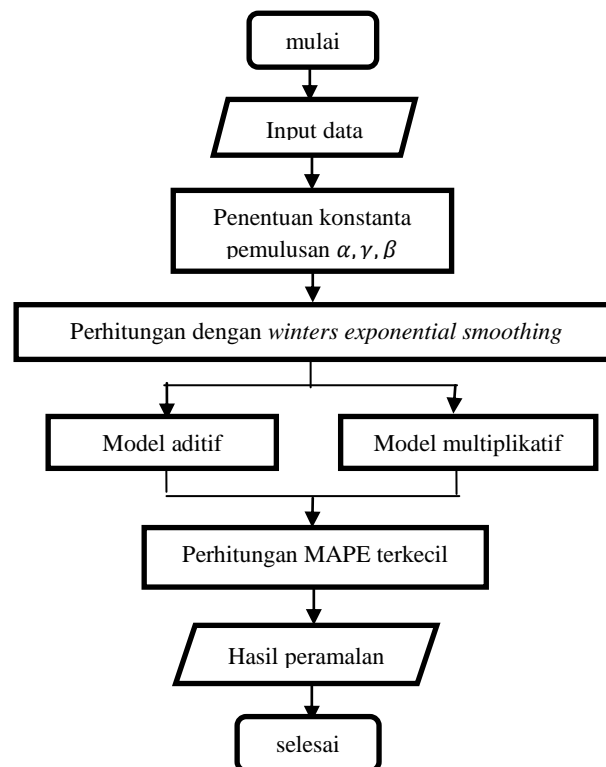 mulai
Input data
Penentuan konstanta
pemulusan α, γ, β
Perhitungan dengan winters exponential smoothing
Model aditif
Model multiplikatif
Perhitungan MAPE terkecil
Hasil peramalan
selesai